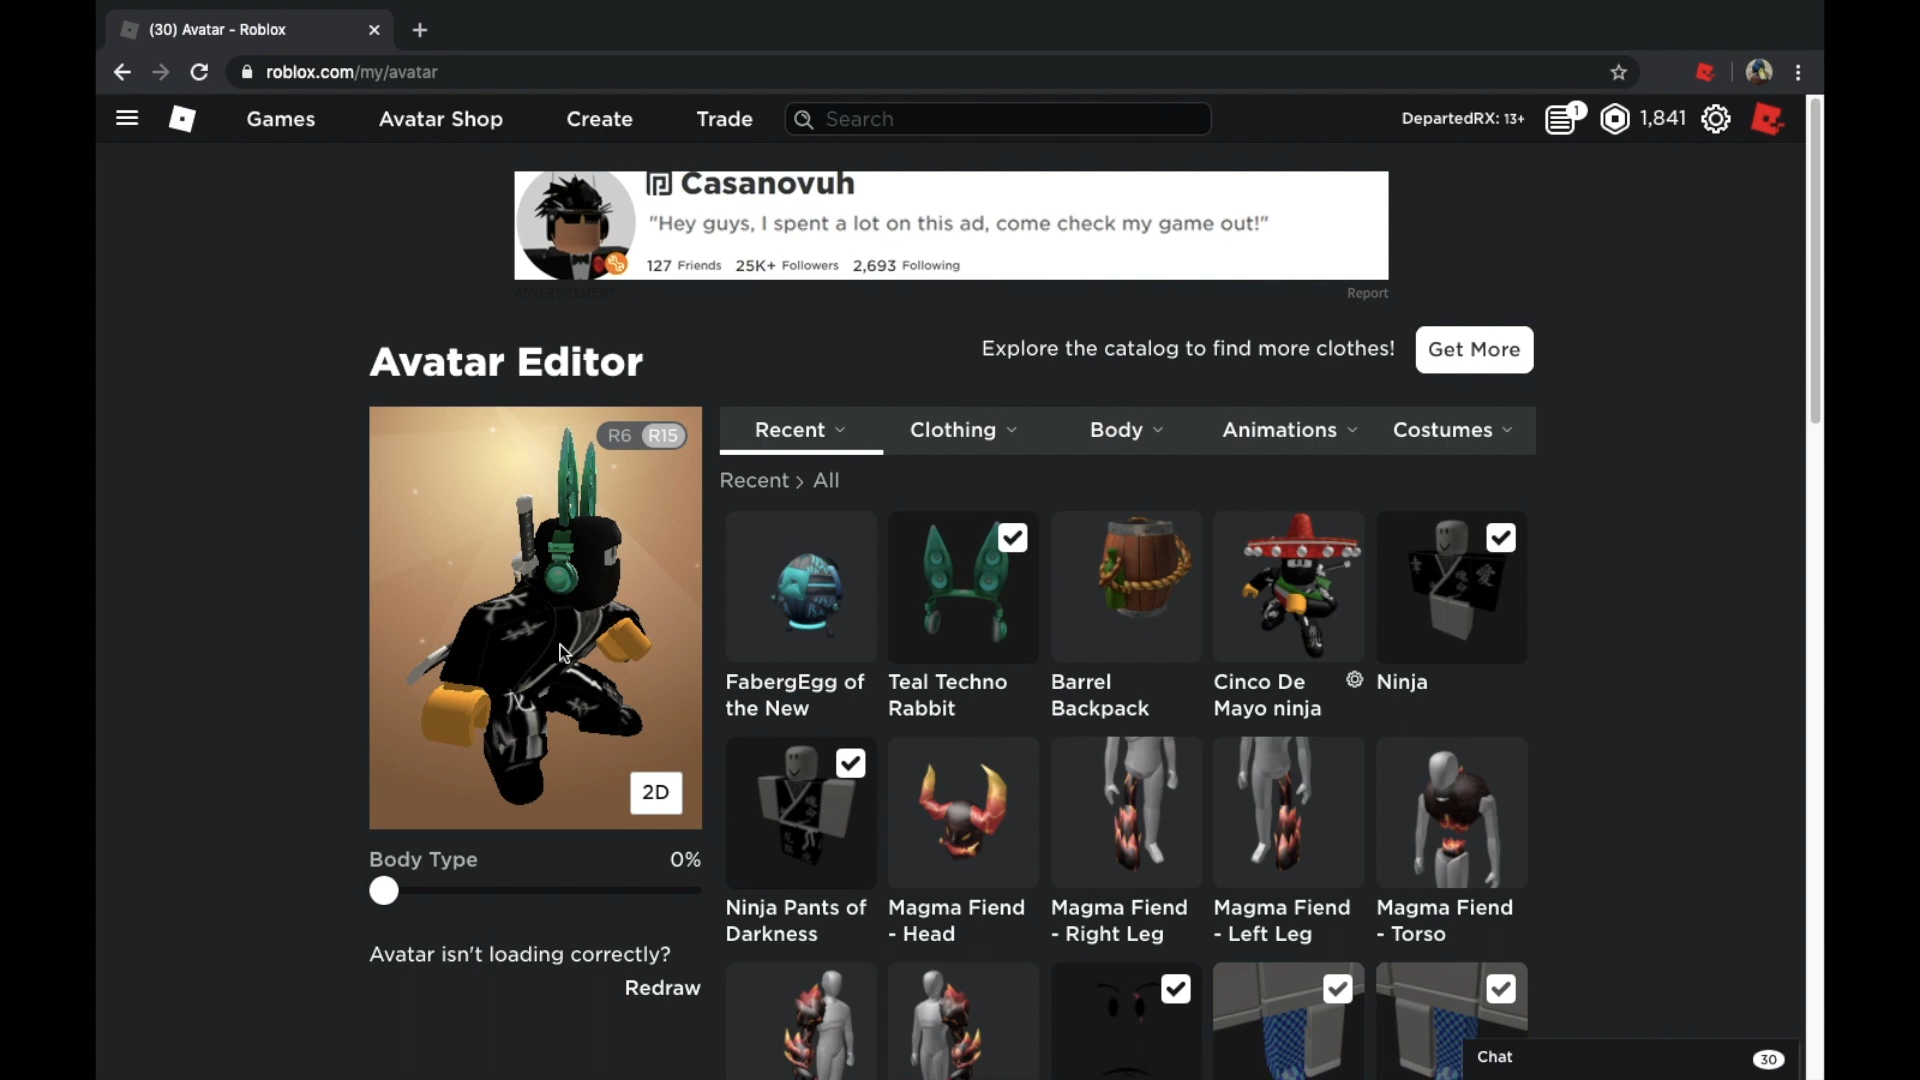 (30) Avatar - Roblox
roblox.com/my/avatar
Games
Avatar Shop
Create
Trade
Search
DepartedRX: 13+
1
1,841
Casanovuh
"Hey guys, I spent a lot on this ad, come check my game out!"
127 Friends 25K+ Followers 2,693 Following
ADVERTISEMENT
Report
Avatar Editor
Explore the catalog to find more clothes!
Get More
R6 R15
2D
Body Type 0%
Avatar isn't loading correctly?
Redraw
Recent
Clothing
Body
Animations
Costumes
Recent > All
FabergEgg of
the New
Teal Techno
Rabbit
Barrel
Backpack
Cinco De
Mayo ninja
Ninja
Ninja Pants of
Darkness
Magma Fiend
- Head
Magma Fiend
- Right Leg
Magma Fiend
- Left Leg
Magma Fiend
- Torso
Chat
30